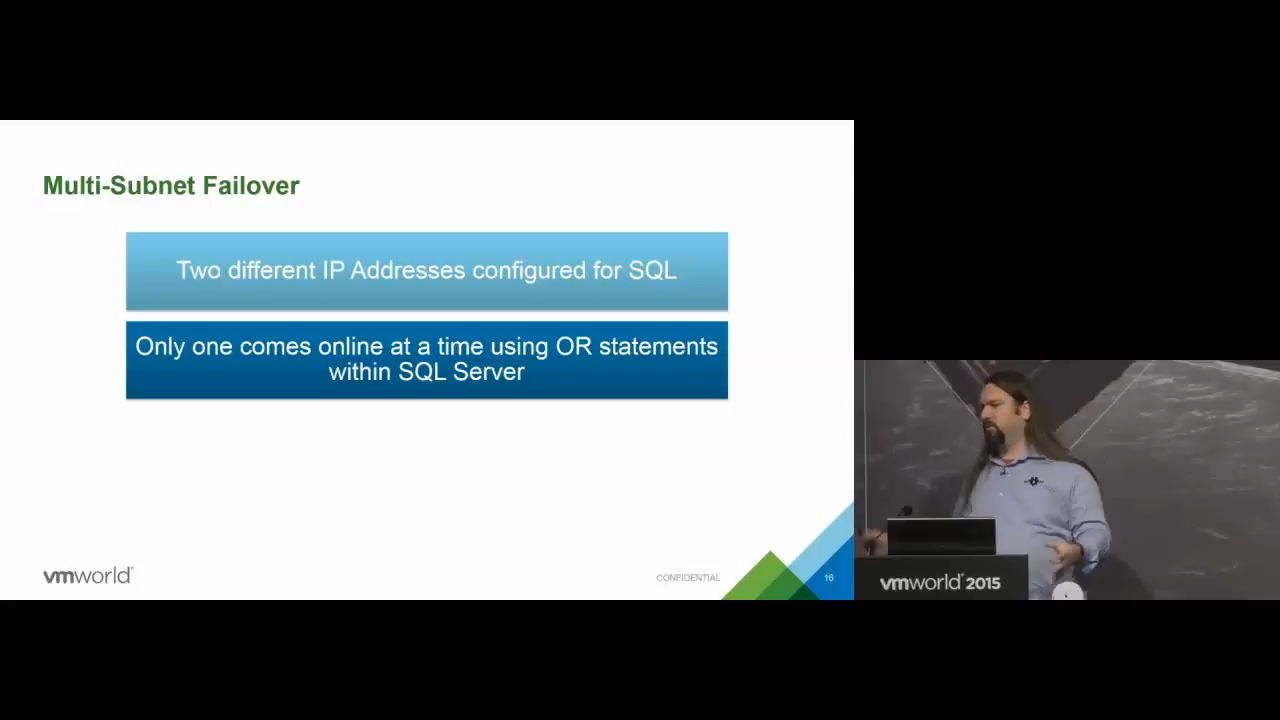 Multi-Subnet Failover
Two different IP Addresses configured for SQL
Only one comes online at a time using OR statements
within SQL Server
vmworld
CONFIDENTIAL
16
vmworld 2015